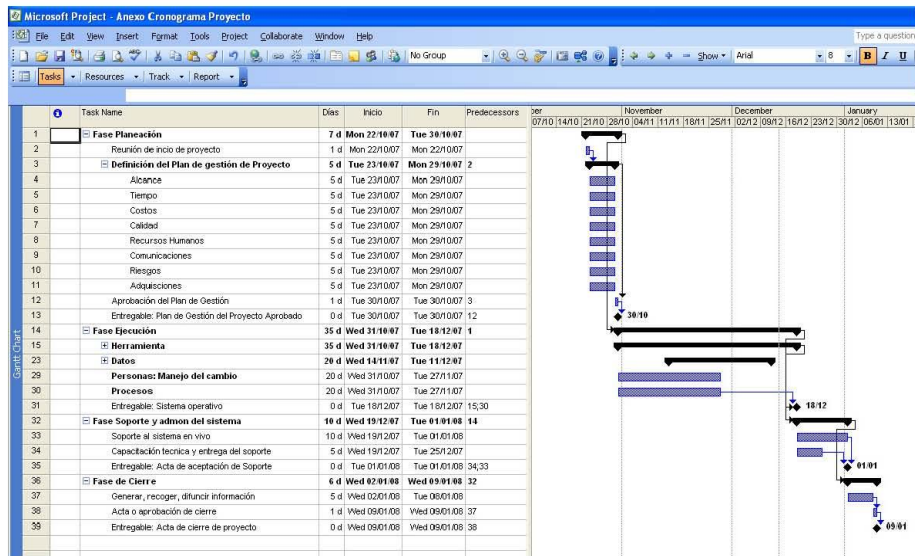 Microsoft Project - Anexo Cronograma Proyecto
File Edit View Insert Format Tools Project Collaborate Window Help
Type a question
No Group Show Arial 8 B I U
Tasks Resources Track Report
Task Name Días Inicio Fin Predecessors
ber November December January
07/10 14/10 21/10 28/10 04/11 11/11 18/11 25/11 02/12 09/12 16/12 23/12 30/12 06/01 13/01
1 Fase Planeación 7 d Mon 22/10/07 Tue 30/10/07
2 Reunión de incio de proyecto 1 d Mon 22/10/07 Mon 22/10/07
3 Definición del Plan de gestión de Proyecto 5 d Tue 23/10/07 Mon 29/10/07 2
4 Alcance 5 d Tue 23/10/07 Mon 29/10/07
5 Tiempo 5 d Tue 23/10/07 Mon 29/10/07
6 Costos 5 d Tue 23/10/07 Mon 29/10/07
7 Calidad 5 d Tue 23/10/07 Mon 29/10/07
8 Recursos Humanos 5 d Tue 23/10/07 Mon 29/10/07
9 Comunicaciones 5 d Tue 23/10/07 Mon 29/10/07
10 Riesgos 5 d Tue 23/10/07 Mon 29/10/07
11 Adquisiciones 5 d Tue 23/10/07 Mon 29/10/07
12 Aprobación del Plan de Gestión 1 d Tue 30/10/07 Tue 30/10/07 3
13 Entregable: Plan de Gestión del Proyecto Aprobado 0 d Tue 30/10/07 Tue 30/10/07 12 30/10
14 Fase Ejecución 35 d Wed 31/10/07 Tue 18/12/07 1
15 Herramienta 35 d Wed 31/10/07 Tue 18/12/07
23 Datos 20 d Wed 14/11/07 Tue 11/12/07
29 Personas: Manejo del cambio 20 d Wed 31/10/07 Tue 27/11/07
30 Procesos 20 d Wed 31/10/07 Tue 27/11/07
31 Entregable: Sistema operativo 0 d Tue 18/12/07 Tue 18/12/07 15;30 18/12
32 Fase Soporte y admon del sistema 10 d Wed 19/12/07 Tue 01/01/08 14
33 Soporte al sistema en vivo 10 d Wed 19/12/07 Tue 01/01/08
34 Capacitación tecnica y entrega del soporte 5 d Wed 19/12/07 Tue 25/12/07
35 Entregable: Acta de aceptación de Soporte 0 d Tue 01/01/08 Tue 01/01/08 34;33 01/01
36 Fase de Cierre 6 d Wed 02/01/08 Wed 09/01/08 32
37 Generar, recoger, difuncir información 5 d Wed 02/01/08 Tue 08/01/08
38 Acta o aprobación de cierre 1 d Wed 09/01/08 Wed 09/01/08 37
39 Entregable: Acta de cierre de proyecto 0 d Wed 09/01/08 Wed 09/01/08 38 09/01
Gantt Chart